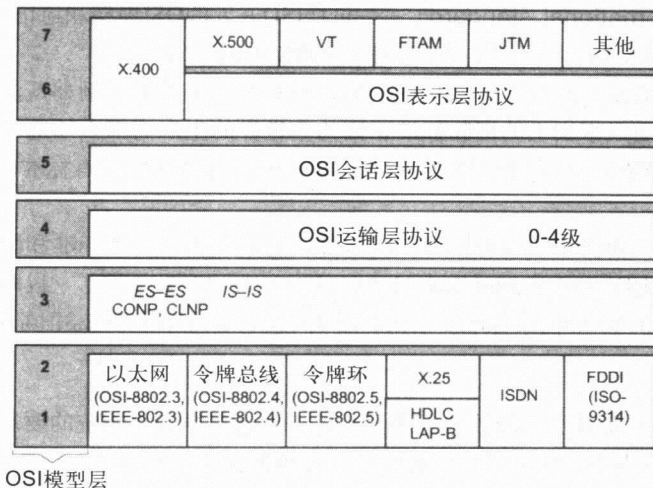 7
X.400
X.500
VT
FTAM
JTM
其他
6
OSI表示层协议
5
OSI会话层协议
4
OSI运输层协议 0-4级
3
ES–ES IS–IS
CONP, CLNP
2
1
以太网
(OSI-8802.3,
IEEE-802.3)
令牌总线
(OSI-8802.4,
IEEE-802.4)
令牌环
(OSI-8802.5,
IEEE-802.5)
X.25
HDLC
LAP-B
ISDN
FDDI
(ISO-
9314)
OSI模型层